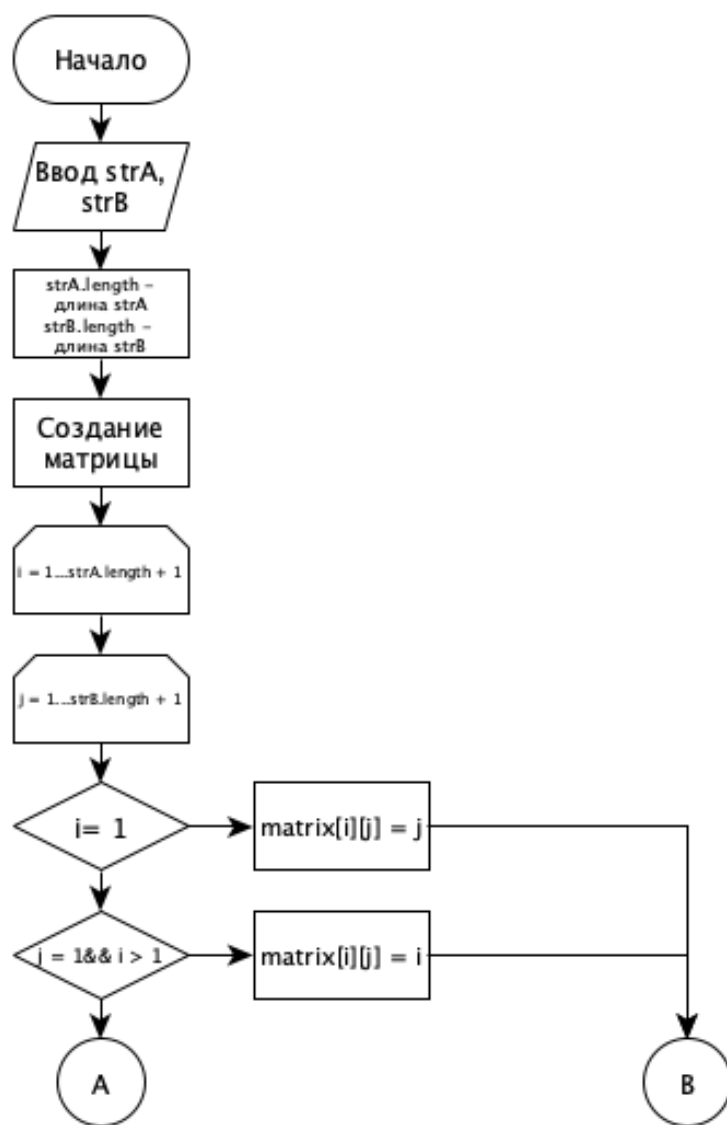 Начало
Ввод strA,
strB
strA.length –
длина strA
strB.length –
длина strB
Создание
матрицы
i = 1...strA.length + 1
j = 1...strB.length + 1
i= 1
matrix[i][j] = j
j = 1&& i > 1
matrix[i][j] = i
A
B